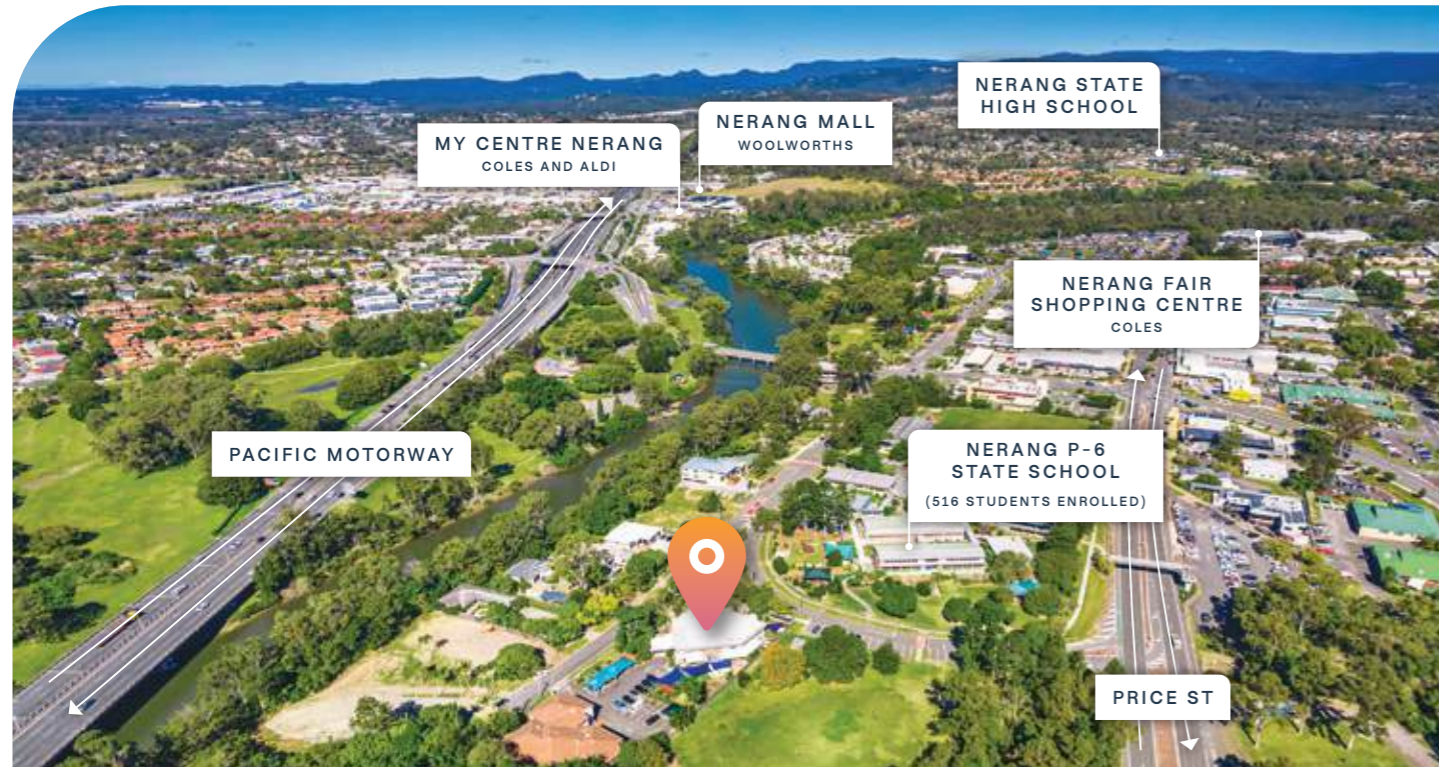 NERANG STATE
HIGH SCHOOL
NERANG MALL
WOOLWORTHS
MY CENTRE NERANG
COLES AND ALDI
NERANG FAIR
SHOPPING CENTRE
COLES
PACIFIC MOTORWAY
NERANG P-6
STATE SCHOOL
(516 STUDENTS ENROLLED)
PRICE ST